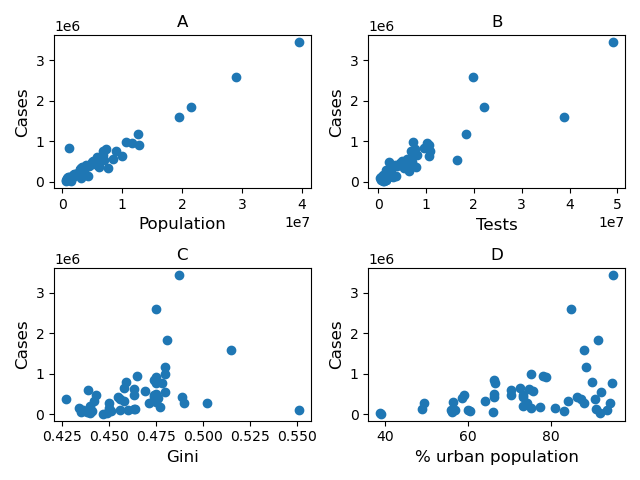 A
1e6
Cases
3
2
1
0
0
1
2
3
4
1e7
Population
B
1e6
Cases
3
2
1
0
0
1
2
3
4
5
1e7
Tests
C
1e6
Cases
3
2
1
0
0.425
0.450
0.475
0.500
0.525
0.550
Gini
D
1e6
Cases
3
2
1
0
40
60
80
% urban population